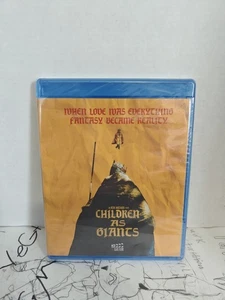 WHEN LOVE WAS EVERYTHING
FANTASY BECAME REALITY...
CHILDREN
AS
GIANTS